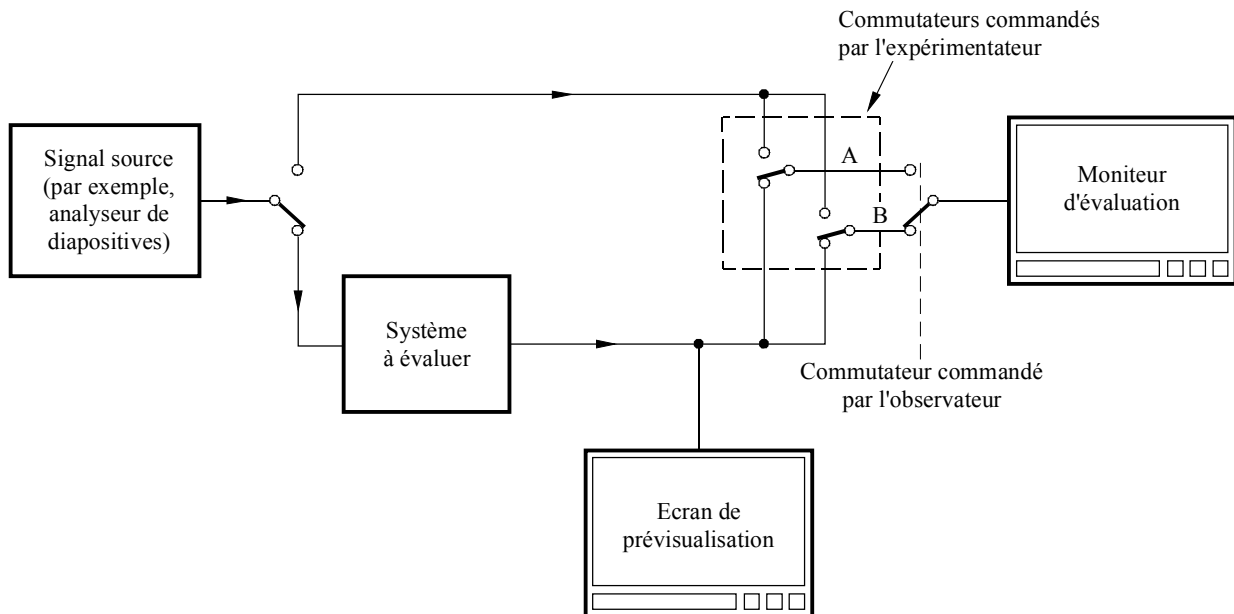 Commutateurs commandés
par l'expérimentateur
Signal source
(par exemple,
analyseur de
diapositives)
A
B
Moniteur
d'évaluation
Système
à évaluer
Commutateur commandé
par l'observateur
Ecran de
prévisualisation